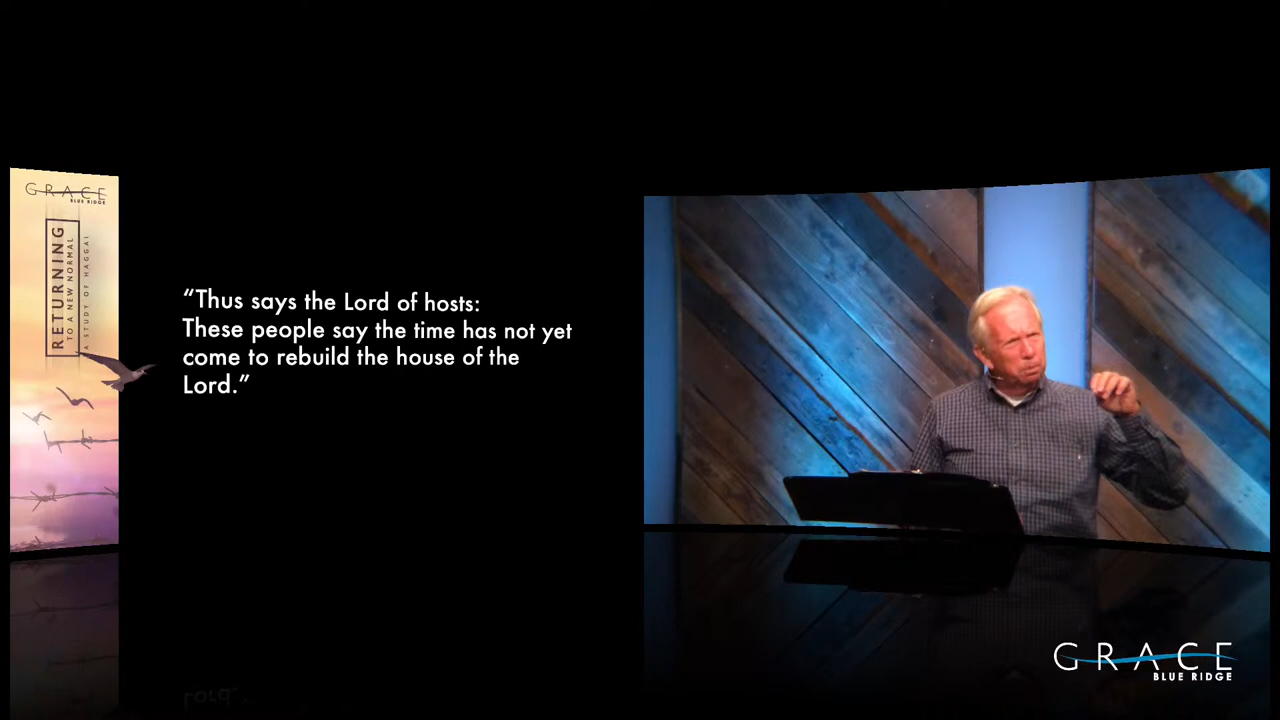 GRACE
BLUE RIDGE
RETURNING
TO A NEW NORMAL
A STUDY OF HAGGAI
“Thus says the Lord of hosts:
These people say the time has not yet
come to rebuild the house of the
Lord.”
GRACE
BLUE RIDGE